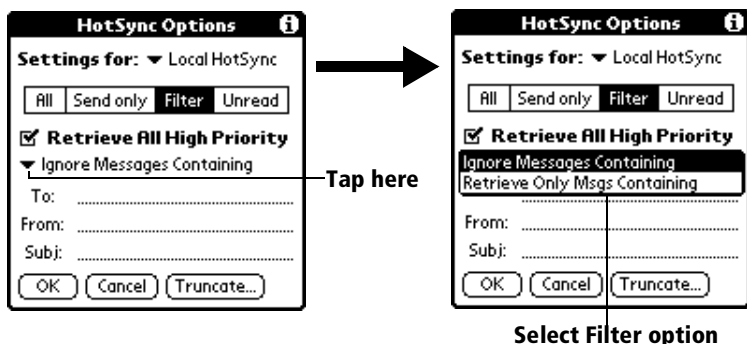 HotSync Options
Settings for: Local HotSync
All Send only Filter Unread
Retrieve All High Priority
Ignore Messages Containing
To:
From:
Subj:
OK Cancel Truncate...
Tap here
HotSync Options
Settings for: Local HotSync
All Send only Filter Unread
Retrieve All High Priority
Ignore Messages Containing
Retrieve Only Msgs Containing
From:
Subj:
OK Cancel Truncate...
Select Filter option